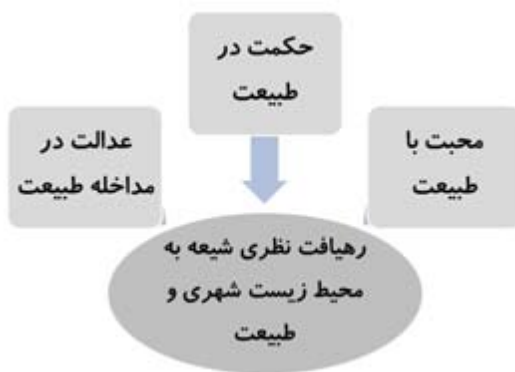 حکمت در
طبیعت
محبت با
طبیعت
عدالت در
مداخله طبیعت
رهیافت نظری شیعه به
محیط زیست شهری و
طبیعت